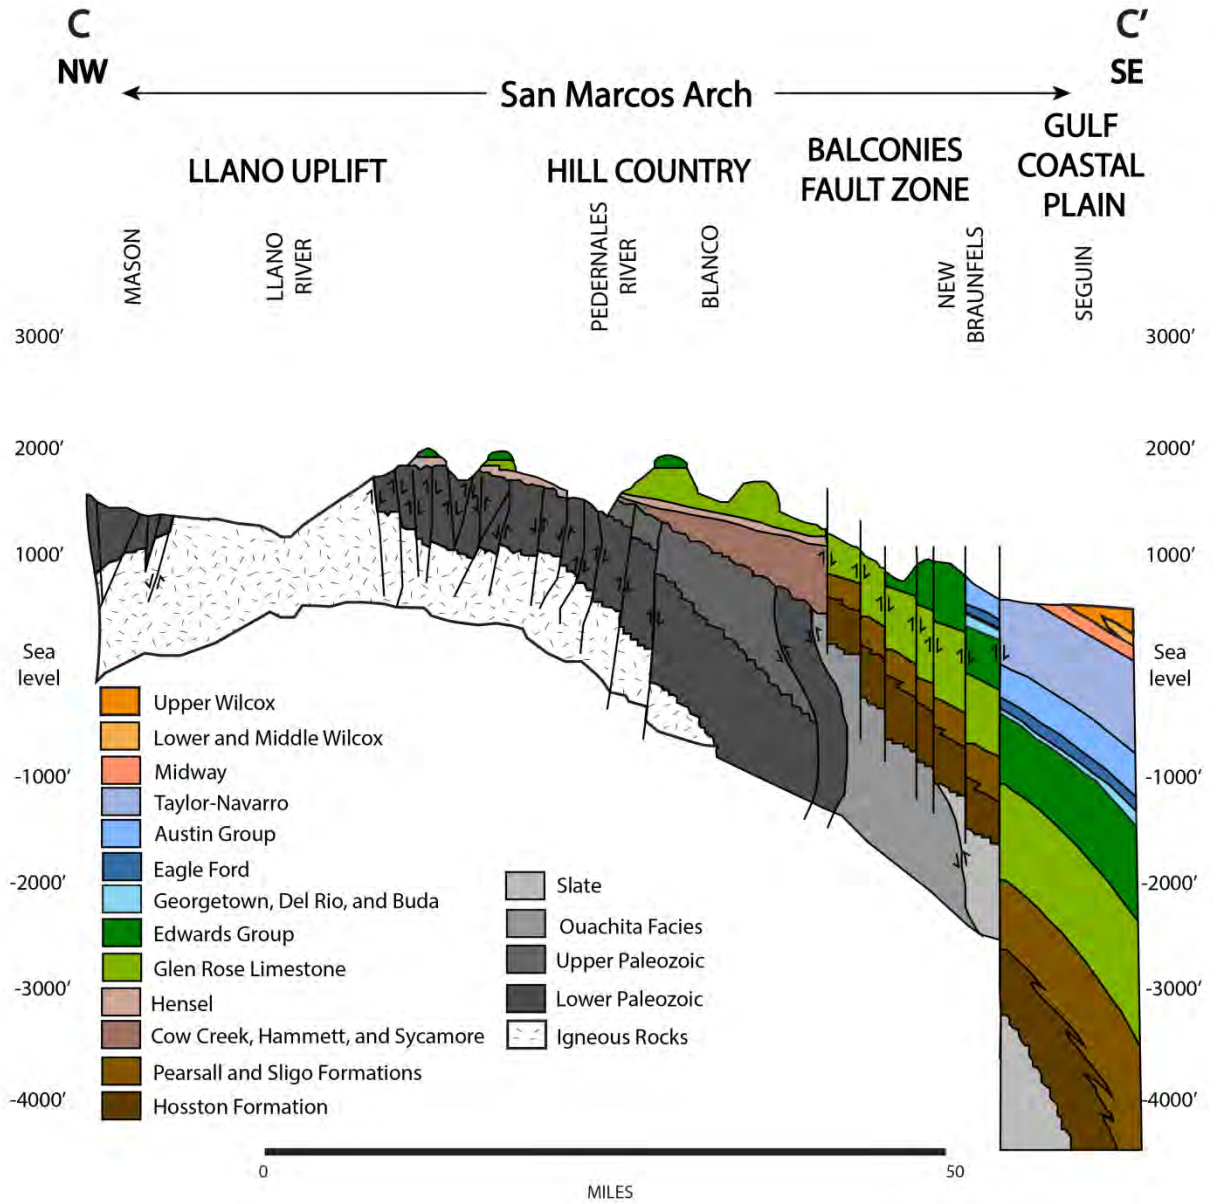 C
C′
NW
SE
San Marcos Arch
LLANO UPLIFT
HILL COUNTRY
BALCONIES
FAULT ZONE
GULF
COASTAL
PLAIN
MASON
LLANO
RIVER
PEDERNALES
RIVER
BLANCO
NEW
BRAUNFELS
SEGUIN
3000′
3000′
2000′
2000′
1000′
1000′
Sea
level
Sea
level
-1000′
-1000′
-2000′
-2000′
-3000′
-3000′
-4000′
-4000′
Upper Wilcox
Lower and Middle Wilcox
Midway
Taylor-Navarro
Austin Group
Eagle Ford
Georgetown, Del Rio, and Buda
Edwards Group
Glen Rose Limestone
Hensel
Cow Creek, Hammett, and Sycamore
Pearsall and Sligo Formations
Hosston Formation
Slate
Ouachita Facies
Upper Paleozoic
Lower Paleozoic
Igneous Rocks
0
50
MILES